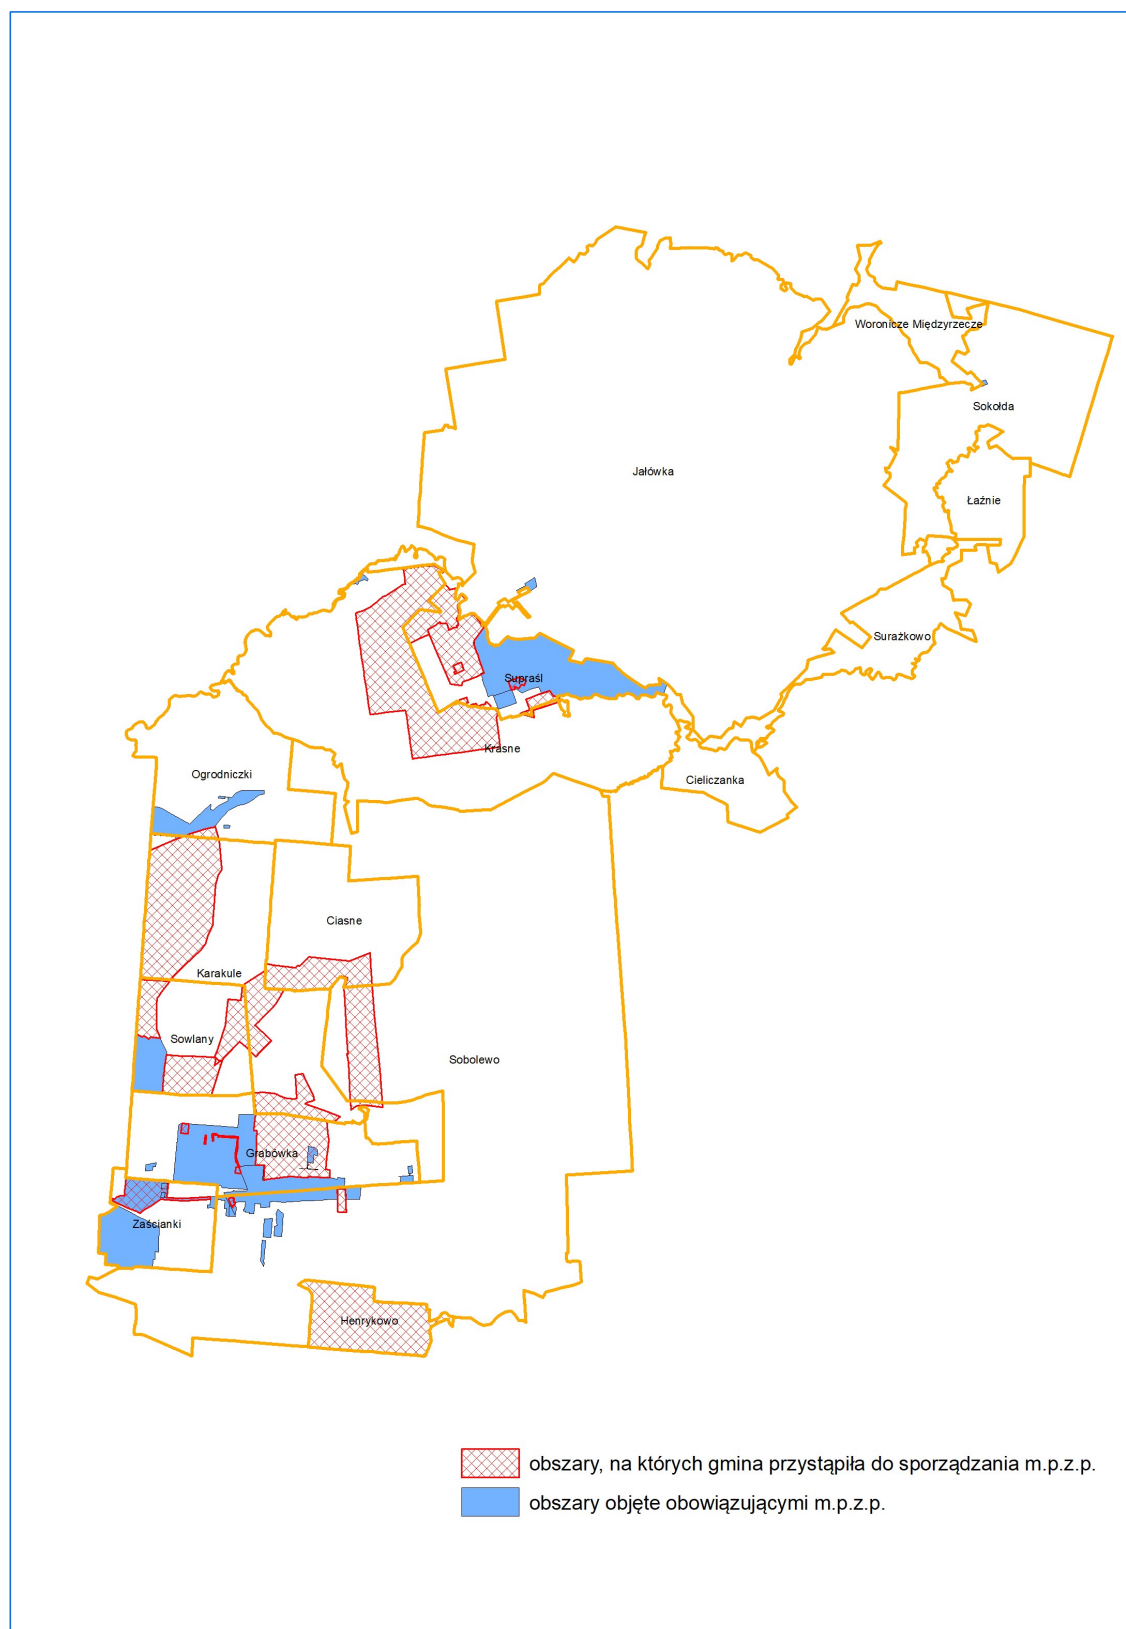 Woronicze Międzyrzecze
Sokołda
Jałówka
Łaźnie
Surażkowo
Supraśl
Krasne
Ogrodniczki
Cieliczanka
Ciasne
Karakule
Sowlany
Sobolewo
Grabówka
Zaścianki
Henrykowo
obszary, na których gmina przystąpiła do sporządzania m.p.z.p.
obszary objęte obowiązującymi m.p.z.p.